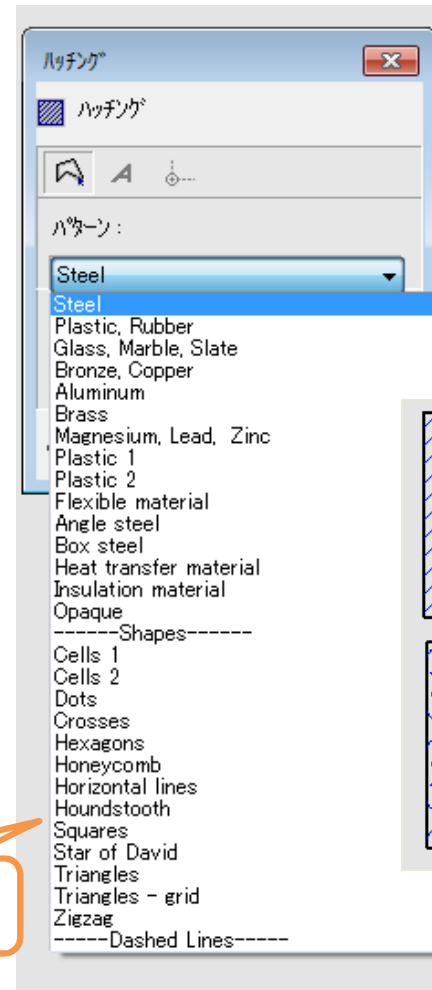 ハッチング
ハッチング
A
パターン :
Steel
Steel
Plastic, Rubber
Glass, Marble, Slate
Bronze, Copper
Aluminum
Brass
Magnesium, Lead, Zinc
Plastic 1
Plastic 2
Flexible material
Angle steel
Box steel
Heat transfer material
Insulation material
Opaque
------Shapes------
Cells 1
Cells 2
Dots
Crosses
Hexagons
Honeycomb
Horizontal lines
Houndstooth
Squares
Star of David
Triangles
Triangles - grid
Zigzag
-----Dashed Lines-----